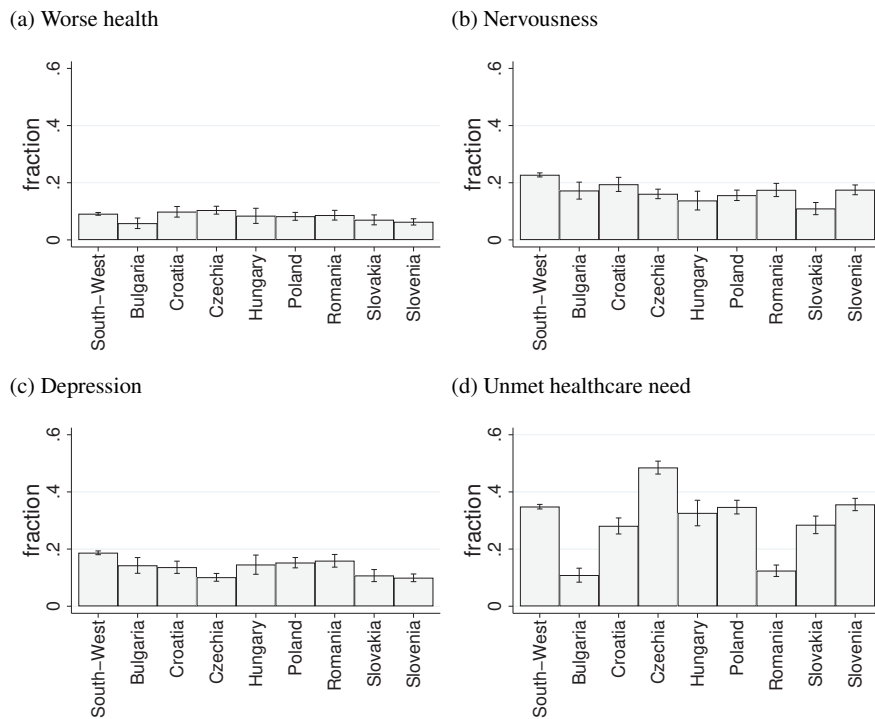 (a) Worse health
fraction
.6
.4
.2
0
South−West
Bulgaria
Croatia
Czechia
Hungary
Poland
Romania
Slovakia
Slovenia
(b) Nervousness
fraction
.6
.4
.2
0
South−West
Bulgaria
Croatia
Czechia
Hungary
Poland
Romania
Slovakia
Slovenia
(c) Depression
fraction
.6
.4
.2
0
South−West
Bulgaria
Croatia
Czechia
Hungary
Poland
Romania
Slovakia
Slovenia
(d) Unmet healthcare need
fraction
.6
.4
.2
0
South−West
Bulgaria
Croatia
Czechia
Hungary
Poland
Romania
Slovakia
Slovenia